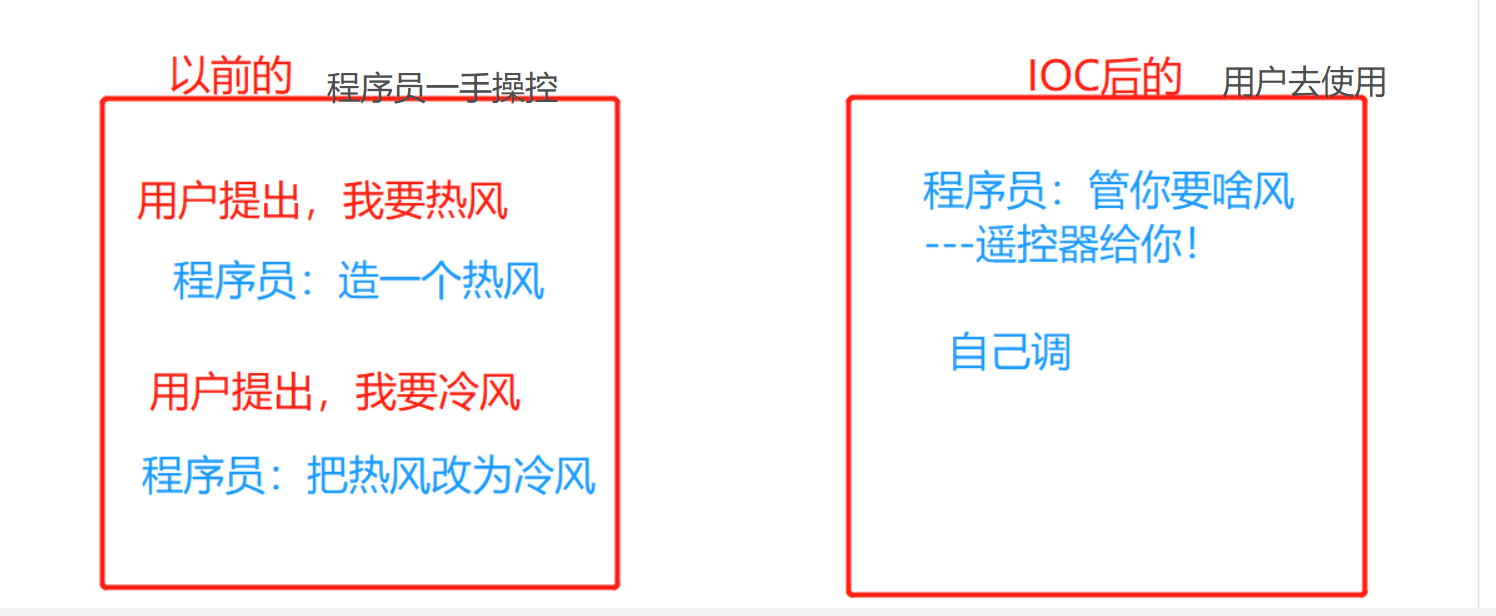 以前的 程序员一手操控
用户提出，我要热风
程序员：造一个热风
用户提出，我要冷风
程序员：把热风改为冷风
IOC后的 用户去使用
程序员：管你要啥风
---遥控器给你！
自己调